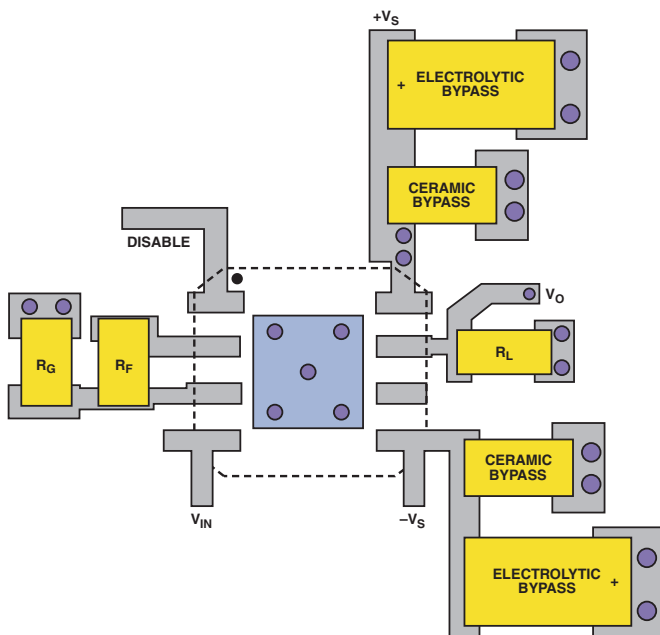 +VS
+ ELECTROLYTIC
BYPASS
CERAMIC
BYPASS
DISABLE
VO
RG
RF
RL
CERAMIC
BYPASS
VIN
–VS
ELECTROLYTIC
BYPASS +